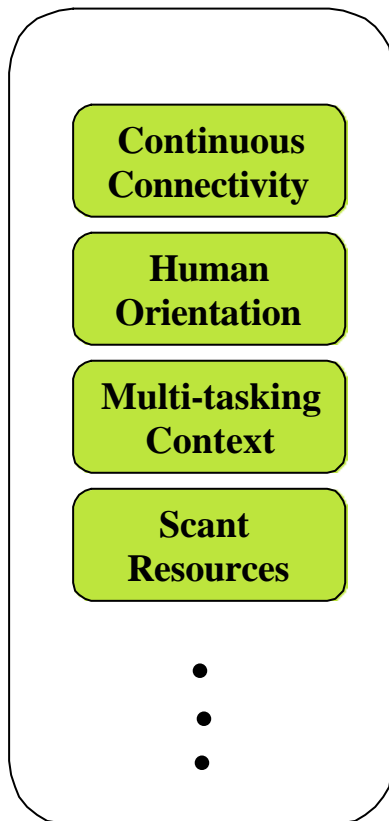 Continuous
Connectivity
Human
Orientation
Multi-tasking
Context
Scant
Resources